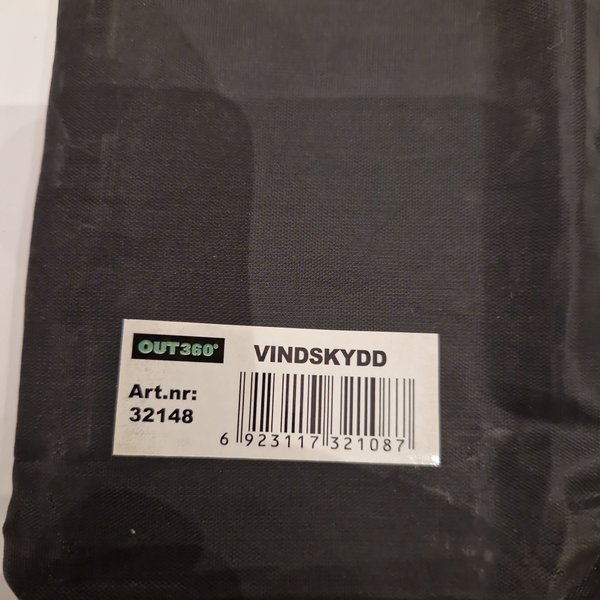 OUT360° VINDSKYDD
Art.nr:
32148
6 923117 321087